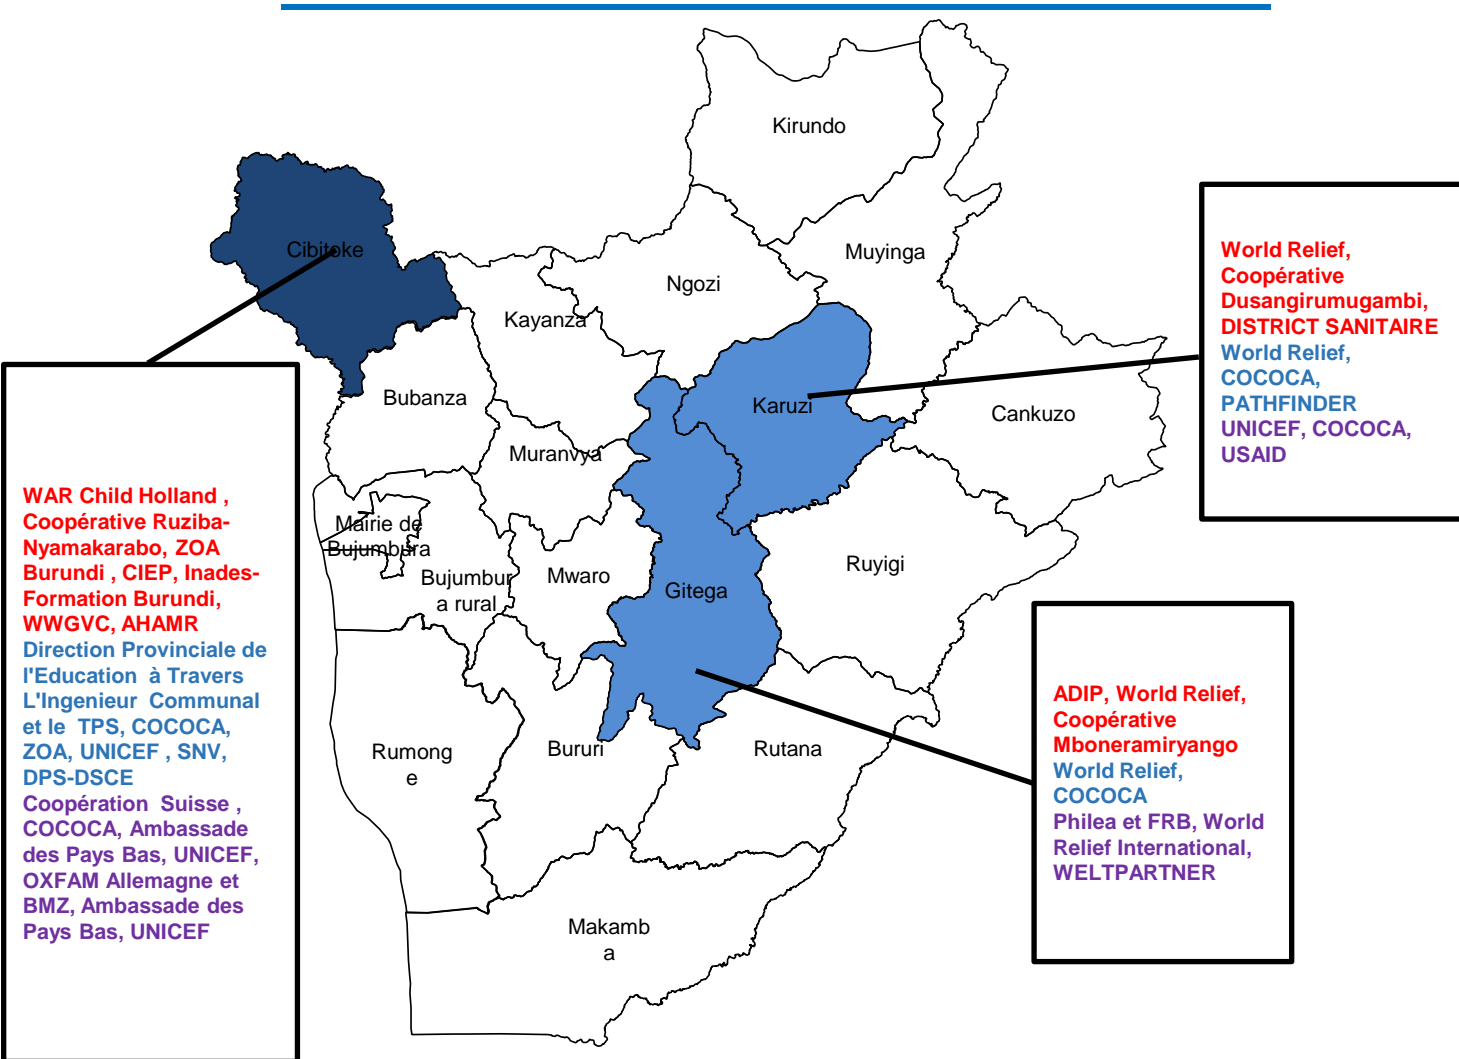 Kirundo
Muyinga
Ngozi
Cibitoke
Kayanza
Bubanza
Karuzi
Cankuzo
Muranvya
Mairie de
Bujumbura
Bujumbur
a rural
Mwaro
Gitega
Ruyigi
Rumong
e
Bururi
Rutana
Makamb
a
World Relief,
Coopérative
Dusangirumugambi,
DISTRICT SANITAIRE
World Relief,
COCOCA,
PATHFINDER
UNICEF, COCOCA,
USAID
WAR Child Holland ,
Coopérative Ruziba-
Nyamakarabo, ZOA
Burundi , CIEP, Inades-
Formation Burundi,
WWGVC, AHAMR
Direction Provinciale de
l'Education à Travers
L'Ingenieur Communal
et le TPS, COCOCA,
ZOA, UNICEF , SNV,
DPS-DSCE
Coopération Suisse ,
COCOCA, Ambassade
des Pays Bas, UNICEF,
OXFAM Allemagne et
BMZ, Ambassade des
Pays Bas, UNICEF
ADIP, World Relief,
Coopérative
Mboneramiryango
World Relief,
COCOCA
Philea et FRB, World
Relief International,
WELTPARTNER